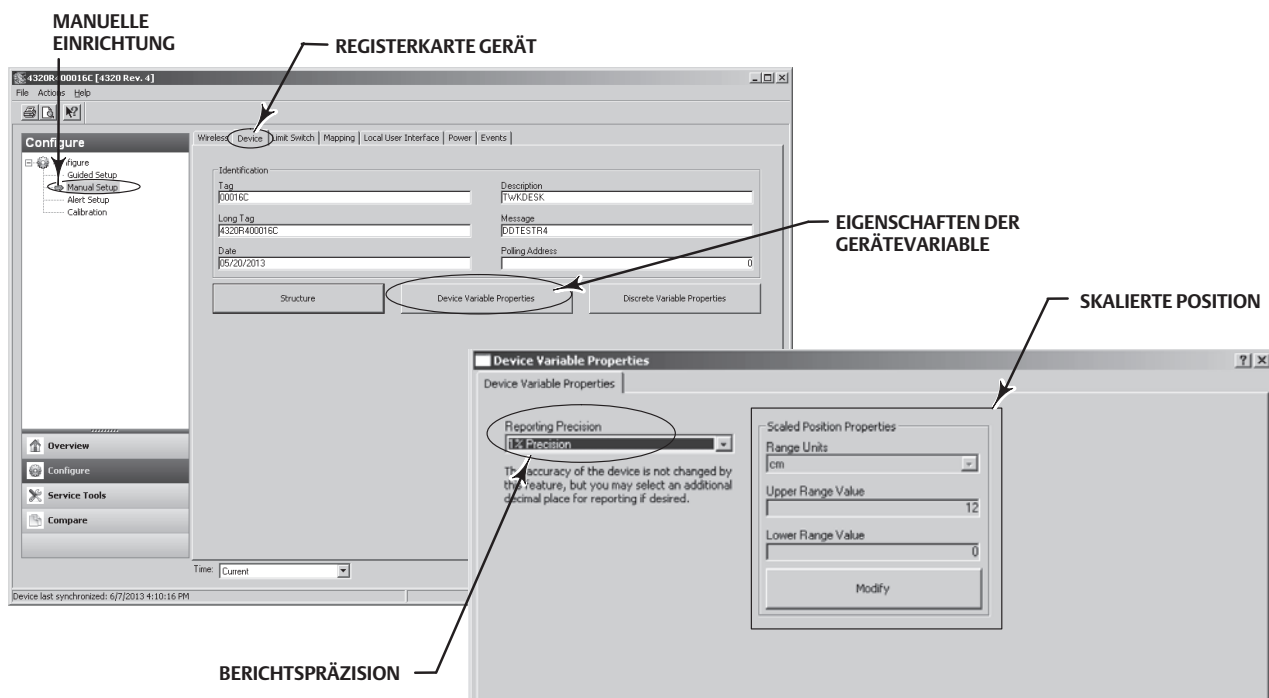 MANUELLE
EINRICHTUNG
REGISTERKARTE GERÄT
4320R400016C [4320 Rev. 4]
File Actions Help
Configure
Wireless Device Limit Switch Mapping Local User Interface Power Events
Guided Setup
Manual Setup
Alert Setup
Calibration
Identification
Tag
00016C
Description
TWKDESK
Long Tag
4320R400016C
Message
DDTESTR4
Date
05/20/2013
Polling Address
0
Structure
Device Variable Properties
Discrete Variable Properties
EIGENSCHAFTEN DER
GERÄTEVARIABLE
SKALIERTE POSITION
Overview
Configure
Service Tools
Compare
Time: Current
Device last synchronized: 6/7/2013 4:10:16 PM
Device Variable Properties
Device Variable Properties
Reporting Precision
1% Precision
The accuracy of the device is not changed by
this feature, but you may select an additional
decimal place for reporting if desired.
Scaled Position Properties
Range Units
cm
Upper Range Value
12
Lower Range Value
0
Modify
BERICHTSPRÄZISION